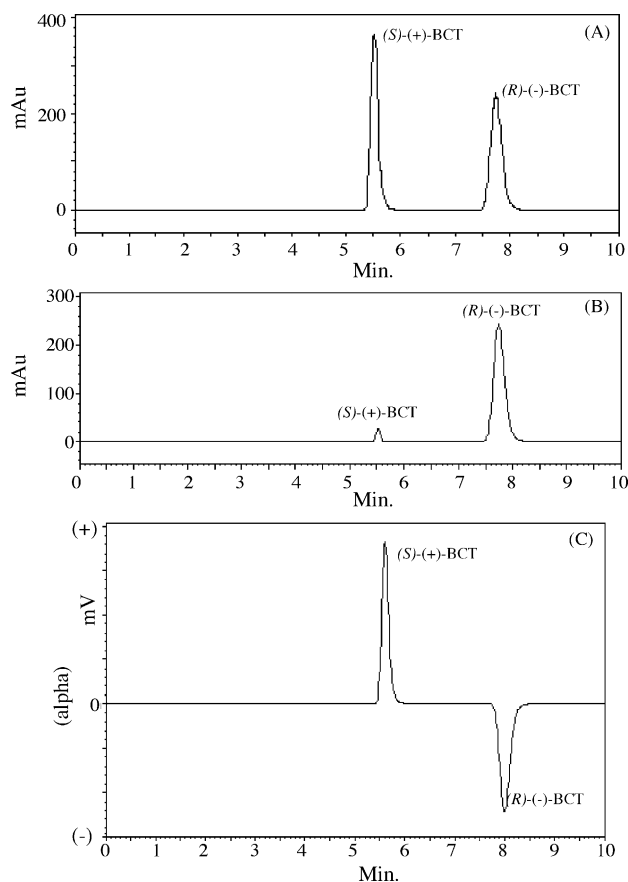 400
200
0
mAu
(S)-(+)-BCT
(R)-(-)-BCT
(A)
0 1 2 3 4 5 6 7 8 9 10
Min.
300
200
100
0
mAu
(S)-(+)-BCT
(R)-(-)-BCT
(B)
0 1 2 3 4 5 6 7 8 9 10
Min.
(+)
mV
0
(alpha)
(-)
(S)-(+)-BCT
(R)-(-)-BCT
(C)
0 1 2 3 4 5 6 7 8 9 10
Min.